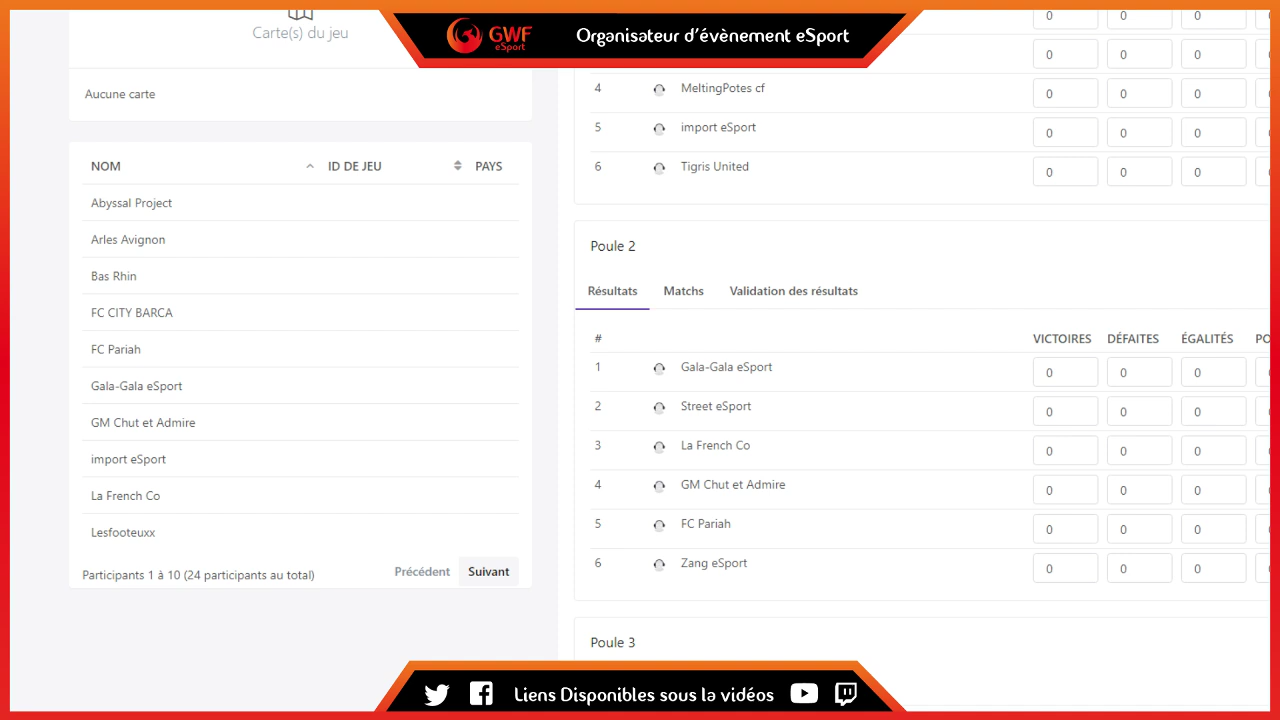 GWF
eSport
Organisateur d'évènement eSport
Carte(s) du jeu
Aucune carte
NOM ID DE JEU PAYS
Abyssal Project
Arles Avignon
Bas Rhin
FC CITY BARCA
FC Pariah
Gala-Gala eSport
GM Chut et Admire
import eSport
La French Co
Lesfooteuxx
Participants 1 à 10 (24 participants au total) Précédent Suivant
0 0 0
0 0 0
4 MeltingPotes cf 0 0 0
5 import eSport 0 0 0
6 Tigris United 0 0 0
Poule 2
Résultats Matchs Validation des résultats
# VICTOIRES DÉFAITES ÉGALITÉS PO
1 Gala-Gala eSport 0 0 0
2 Street eSport 0 0 0
3 La French Co 0 0 0
4 GM Chut et Admire 0 0 0
5 FC Pariah 0 0 0
6 Zang eSport 0 0 0
Poule 3
Liens Disponibles sous la vidéos